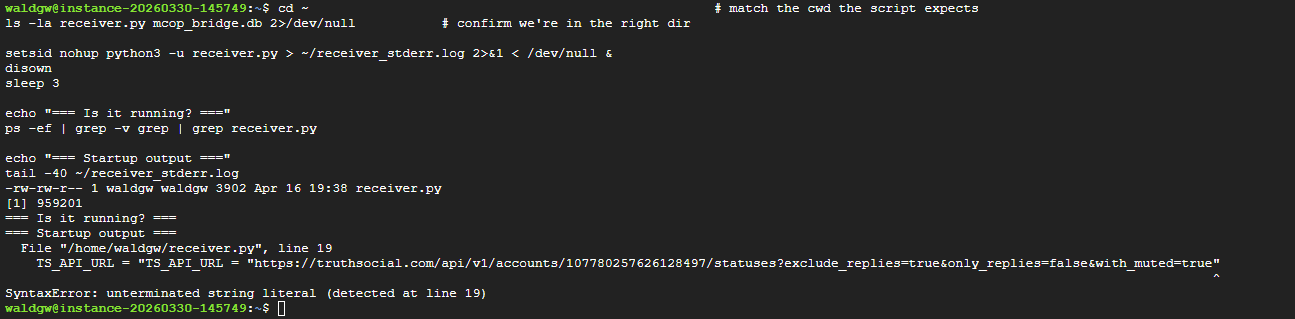 waldgw@instance-20260330-145749:~$ cd ~ # match the cwd the script expects
ls -la receiver.py mcop_bridge.db 2>/dev/null # confirm we're in the right dir
setsid nohup python3 -u receiver.py > ~/receiver_stderr.log 2>&1 < /dev/null &
disown
sleep 3
echo "=== Is it running? ==="
ps -ef | grep -v grep | grep receiver.py
echo "=== Startup output ==="
tail -40 ~/receiver_stderr.log
-rw-rw-r-- 1 waldgw waldgw 3902 Apr 16 19:38 receiver.py
[1] 959201
=== Is it running? ===
=== Startup output ===
File "/home/waldgw/receiver.py", line 19
TS_API_URL = "TS_API_URL = "https://truthsocial.com/api/v1/accounts/107780257626128497/statuses?exclude_replies=true&only_replies=false&with_muted=true"
^
SyntaxError: unterminated string literal (detected at line 19)
waldgw@instance-20260330-145749:~$